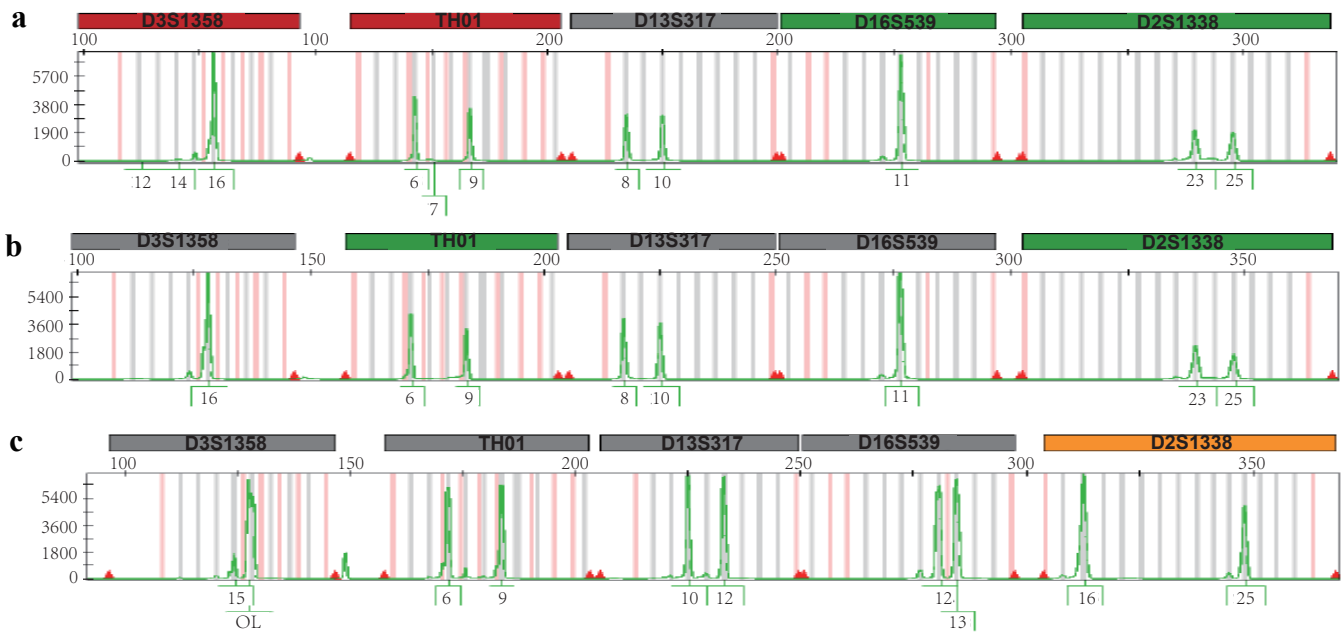 a
D3S1358 TH01 D13S317 D16S539 D2S1338
100 100 200 200 300 300
5700
3800
1900
0
:12 14 16 6 9 8 10 11 23 25
7
b
D3S1358 TH01 D13S317 D16S539 D2S1338
100 150 200 250 300 350
5400
3600
1800
0
16 6 9 8 :10 11 23 25
c
D3S1358 TH01 D13S317 D16S539 D2S1338
100 150 200 250 300 350
5400
3600
1800
0
15 6 9 10 12 12. 16 25
OL 13